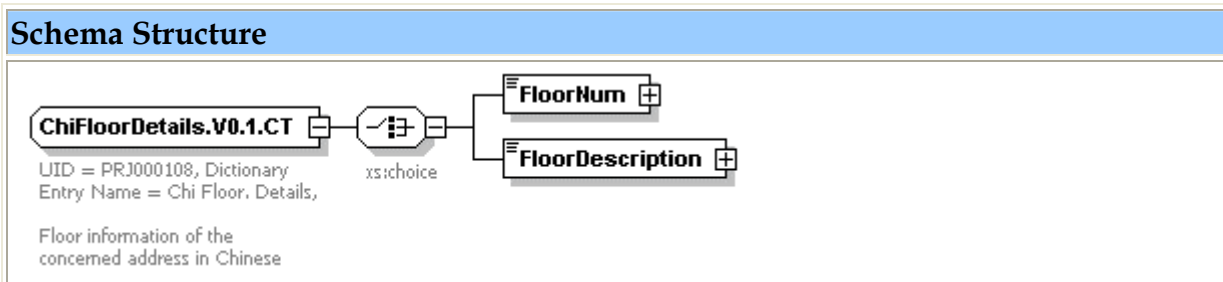 Schema Structure
ChiFloorDetails.V0.1.CT
UID = PRJ000108, Dictionary
Entry Name = Chi Floor. Details,
Floor information of the
concerned address in Chinese
xs:choice
FloorNum
FloorDescription